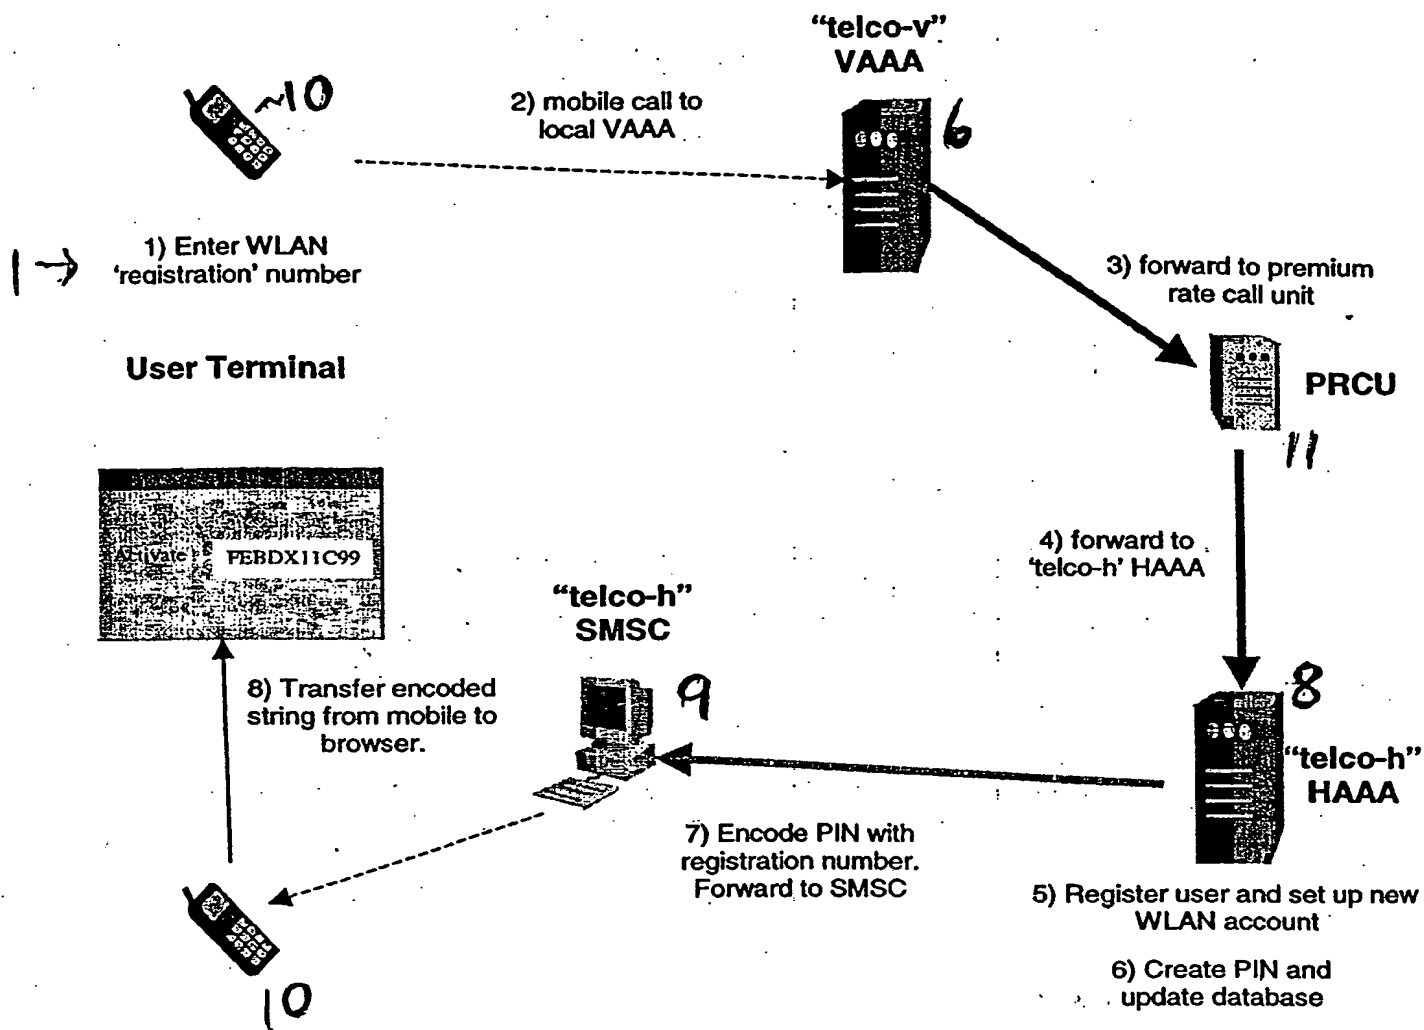 “telco-v”
VAAA
~10
2) mobile call to
local VAAA
6
1
1) Enter WLAN
‘registration’ number
3) forward to premium
rate call unit
User Terminal
PRCU
11
Activate
FEBDX11C99
4) forward to
‘telco-h’ HAAA
“telco-h”
SMSC
8) Transfer encoded
string from mobile to
browser.
9
8
“telco-h”
HAAA
7) Encode PIN with
registration number.
Forward to SMSC
5) Register user and set up new
WLAN account
6) Create PIN and
update database
10